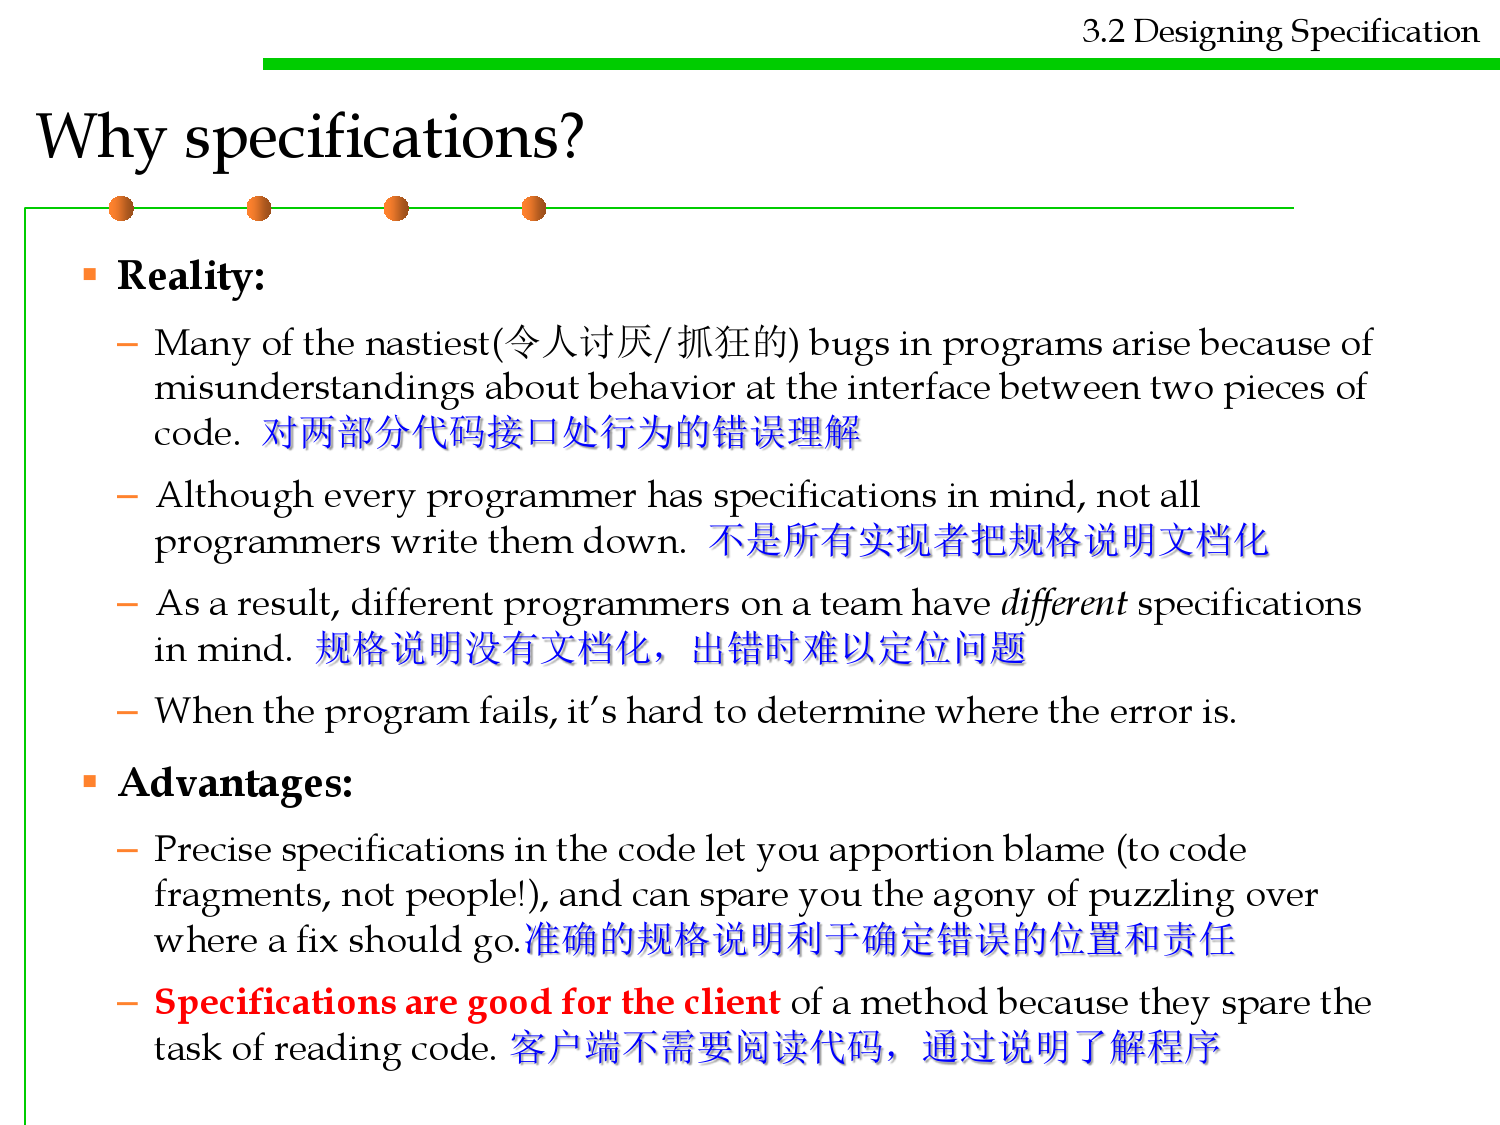 3.2 Designing Specification
Why specifications?
▪ Reality:
– Many of the nastiest(令人讨厌/抓狂的) bugs in programs arise because of
misunderstandings about behavior at the interface between two pieces of
code. 对两部分代码接口处行为的错误理解
– Although every programmer has specifications in mind, not all
programmers write them down. 不是所有实现者把规格说明文档化
– As a result, different programmers on a team have different specifications
in mind. 规格说明没有文档化，出错时难以定位问题
– When the program fails, it’s hard to determine where the error is.
▪ Advantages:
– Precise specifications in the code let you apportion blame (to code
fragments, not people!), and can spare you the agony of puzzling over
where a fix should go.准确的规格说明利于确定错误的位置和责任
– Specifications are good for the client of a method because they spare the
task of reading code. 客户端不需要阅读代码，通过说明了解程序